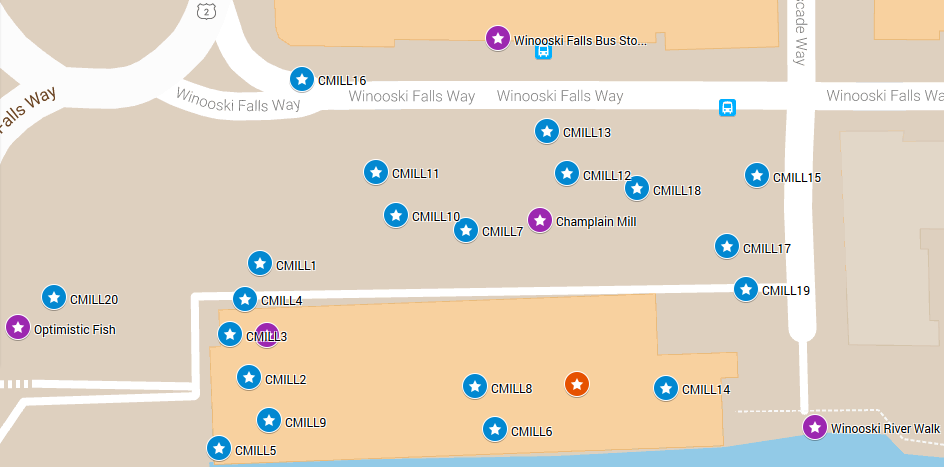 2
Winooski Falls Bus Sto...
cade Way
CMILL16
Falls Way
Winooski Falls Way
Winooski Falls Way
Winooski Falls Way
Winooski Falls Wa
CMILL13
CMILL11
CMILL12
CMILL15
CMILL18
CMILL10
Champlain Mill
CMILL7
CMILL17
CMILL1
CMILL19
CMILL20
CMILL4
Optimistic Fish
CMILL3
CMILL2
CMILL8
CMILL14
CMILL9
CMILL6
Winooski River Walk
CMILL5